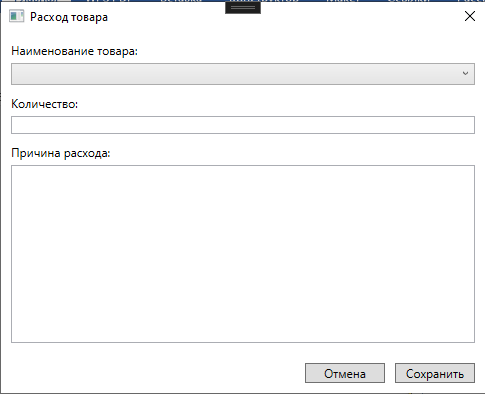 Расход товара
Наименование товара:
Количество:
Причина расхода:
Отмена Сохранить